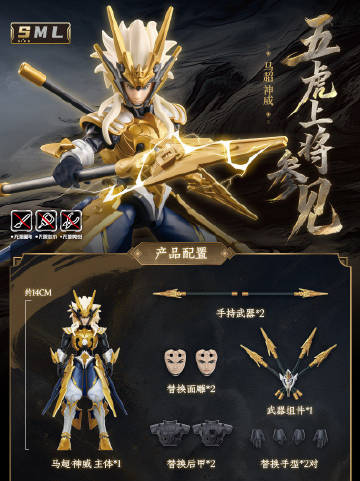 SML
五虎上将
参见
马超 神威
产品配置
约14CM
手持武器*2
替换面雕*2
武器组件*1
马超·神威 主体*1
替换后甲*2
替换手型*2对